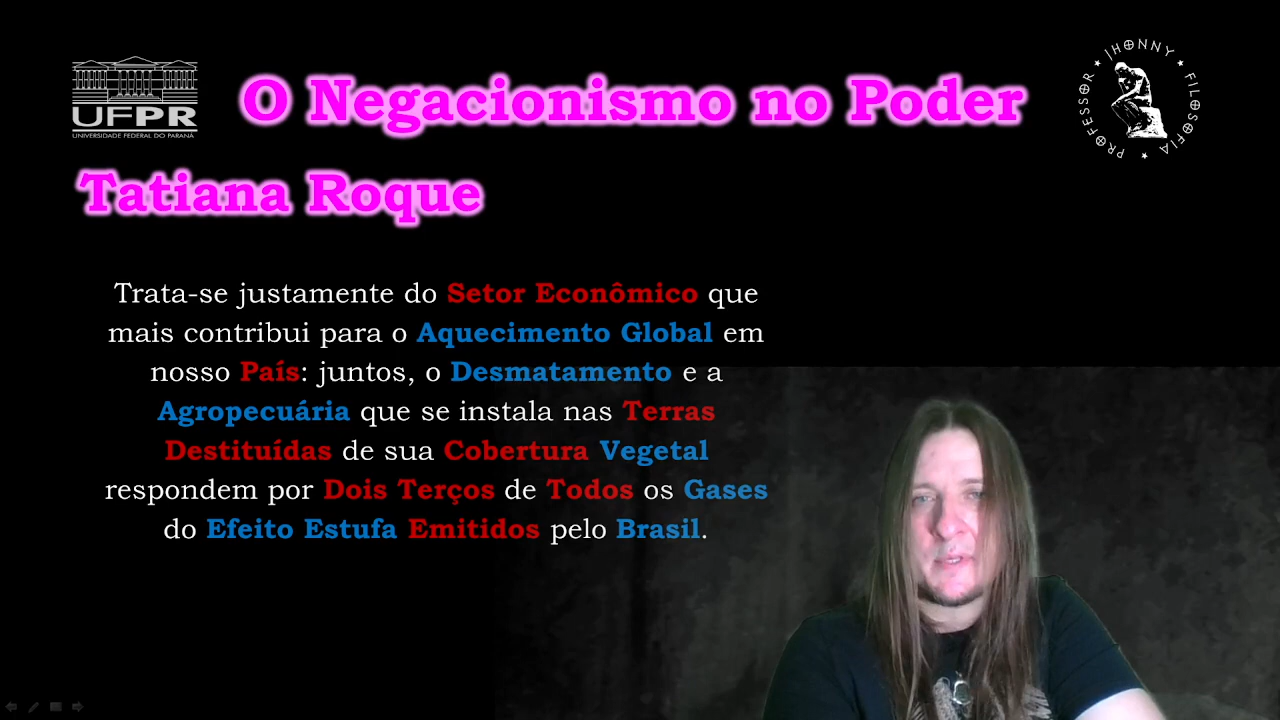 UFPR
UNIVERSIDADE FEDERAL DO PARANÁ
O Negacionismo no Poder
PROFESSOR ★ JHONNY ★ FILOSOFIA ★
Tatiana Roque
Trata-se justamente do Setor Econômico que
mais contribui para o Aquecimento Global em
nosso País: juntos, o Desmatamento e a
Agropecuária que se instala nas Terras
Destituídas de sua Cobertura Vegetal
respondem por Dois Terços de Todos os Gases
do Efeito Estufa Emitidos pelo Brasil.